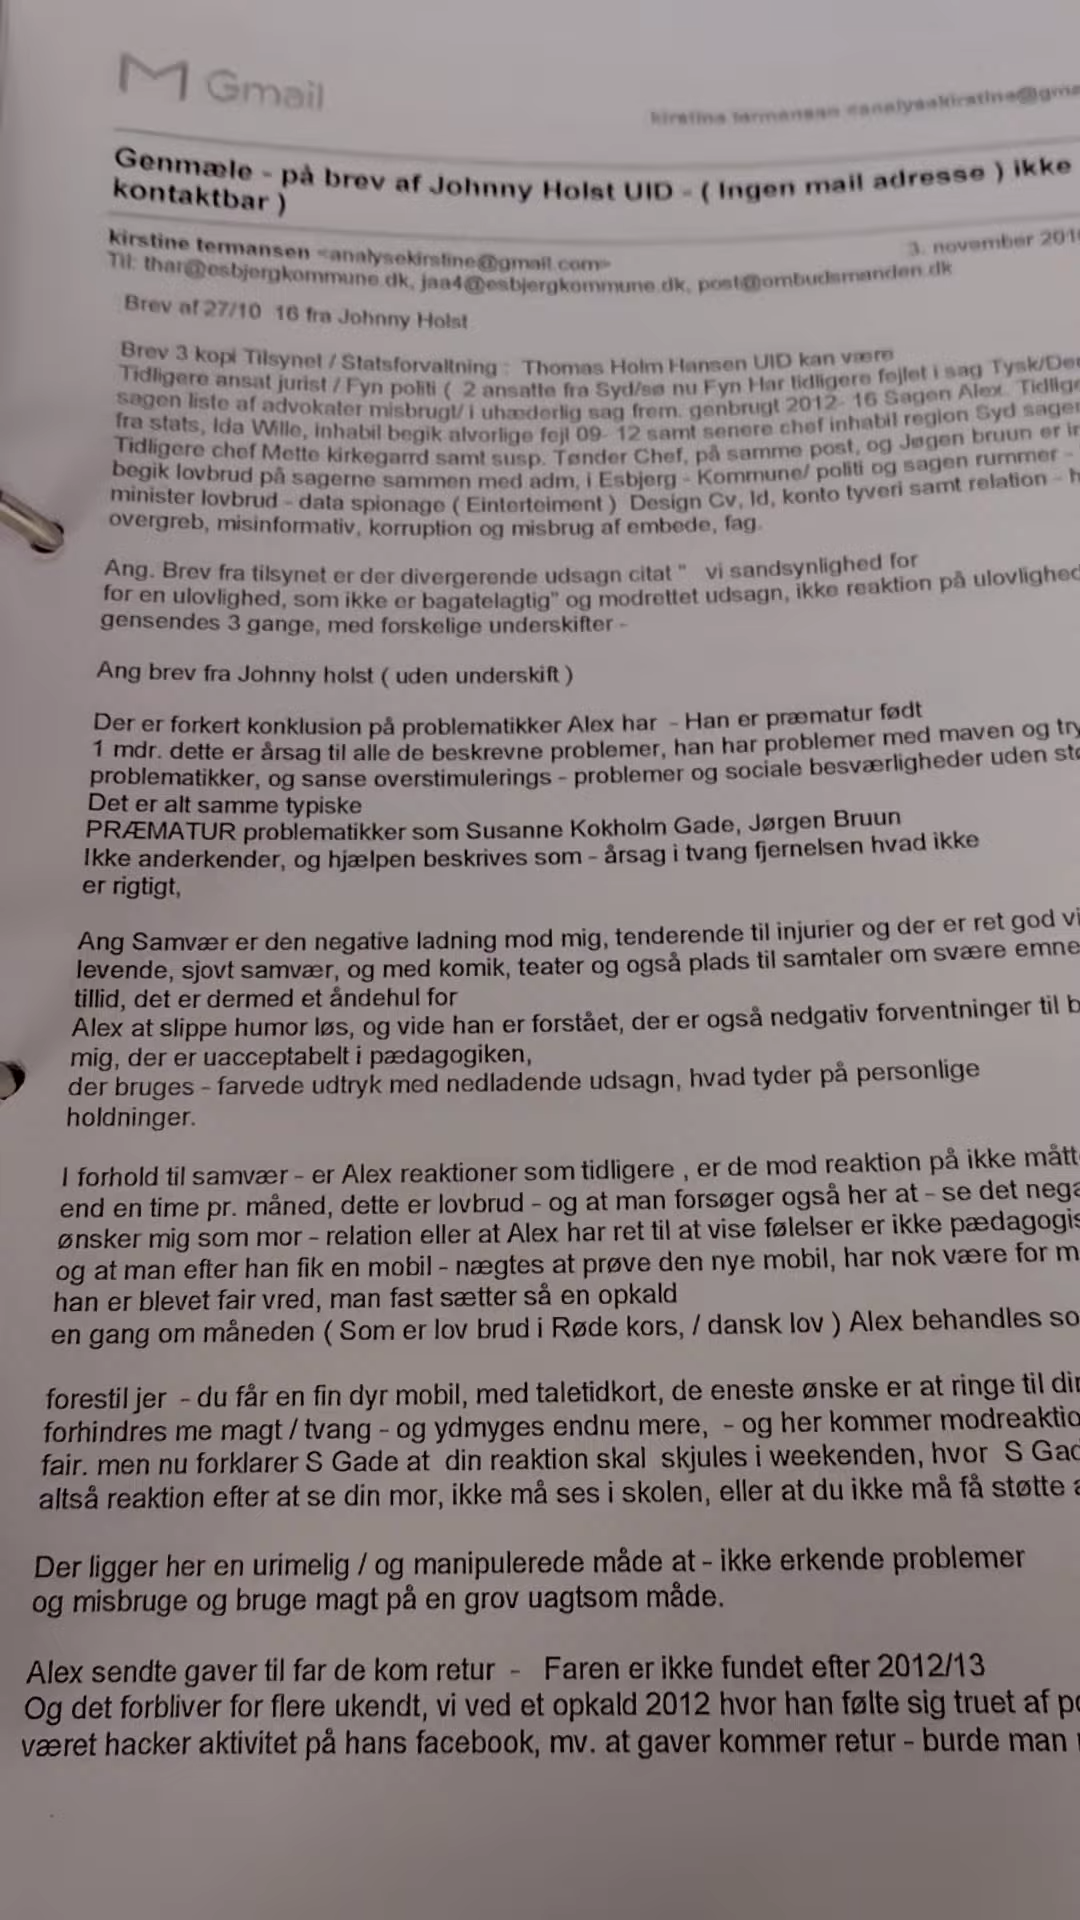 Gmail
kirstine termansen <analysekirstine@gma
Genmæle - på brev af Johnny Holst UID - ( Ingen mail adresse ) ikke
kontaktbar )
kirstine termansen <analysekirstine@gmail.com>
3. november 201
Til: thar@esbjergkommune.dk, jaa4@esbjergkommune.dk, post@ombudsmanden.dk
Brev af 27/10 16 fra Johnny Holst
Brev 3 kopi Tilsynet / Statsforvaltning : Thomas Holm Hansen UID kan være
Tidligere ansat jurist / Fyn politi ( 2 ansatte fra Syd/sø nu Fyn Har tidligere fejlet i sag Tysk/De
sagen liste af advokater misbrugt/ i uhæderlig sag frem. genbrugt 2012- 16 Sagen Alex. Tidlig
fra stats, Ida Wille, inhabil begik alvorlige fejl 09- 12 samt senere chef inhabil region Syd sager
Tidligere chef Mette kirkegarrd samt susp. Tønder Chef, på samme post, og Jøgen bruun er i
begik lovbrud på sagerne sammen med adm, i Esbjerg - Kommune/ politi og sagen rummer -
minister lovbrud - data spionage ( Einterteiment ) Design Cv, Id, konto tyveri samt relation - h
overgreb, misinformativ, korruption og misbrug af embede, fag.
Ang. Brev fra tilsynet er der divergerende udsagn citat " vi sandsynlighed for
for en ulovlighed, som ikke er bagatelagtig" og modrettet udsagn, ikke reaktion på ulovlighed
gensendes 3 gange, med forskelige underskifter -
Ang brev fra Johnny holst ( uden underskift )
Der er forkert konklusion på problematikker Alex har - Han er præmatur født
1 mdr. dette er årsag til alle de beskrevne problemer, han har problemer med maven og try
problematikker, og sanse overstimulerings - problemer og sociale besværligheder uden stø
Det er alt samme typiske
PRÆMATUR problematikker som Susanne Kokholm Gade, Jørgen Bruun
Ikke anderkender, og hjælpen beskrives som - årsag i tvang fjernelsen hvad ikke
er rigtigt,
Ang Samvær er den negative ladning mod mig, tenderende til injurier og der er ret god vi
levende, sjovt samvær, og med komik, teater og også plads til samtaler om svære emne
tillid, det er dermed et åndehul for
Alex at slippe humor løs, og vide han er forstået, der er også nedgativ forventninger til b
mig, der er uacceptabelt i pædagogiken,
der bruges - farvede udtryk med nedladende udsagn, hvad tyder på personlige
holdninger.
I forhold til samvær - er Alex reaktioner som tidligere , er de mod reaktion på ikke mått
end en time pr. måned, dette er lovbrud - og at man forsøger også her at - se det nega
ønsker mig som mor - relation eller at Alex har ret til at vise følelser er ikke pædagogis
og at man efter han fik en mobil - nægtes at prøve den nye mobil, har nok være for m
han er blevet fair vred, man fast sætter så en opkald
en gang om måneden ( Som er lov brud i Røde kors, / dansk lov ) Alex behandles so
forestil jer - du får en fin dyr mobil, med taletidkort, de eneste ønske er at ringe til din
forhindres me magt / tvang - og ydmyges endnu mere, - og her kommer modreaktio
fair. men nu forklarer S Gade at din reaktion skal skjules i weekenden, hvor S Gad
altså reaktion efter at se din mor, ikke må ses i skolen, eller at du ikke må få støtte a
Der ligger her en urimelig / og manipulerede måde at - ikke erkende problemer
og misbruge og bruge magt på en grov uagtsom måde.
Alex sendte gaver til far de kom retur - Faren er ikke fundet efter 2012/13
Og det forbliver for flere ukendt, vi ved et opkald 2012 hvor han følte sig truet af po
været hacker aktivitet på hans facebook, mv. at gaver kommer retur - burde man